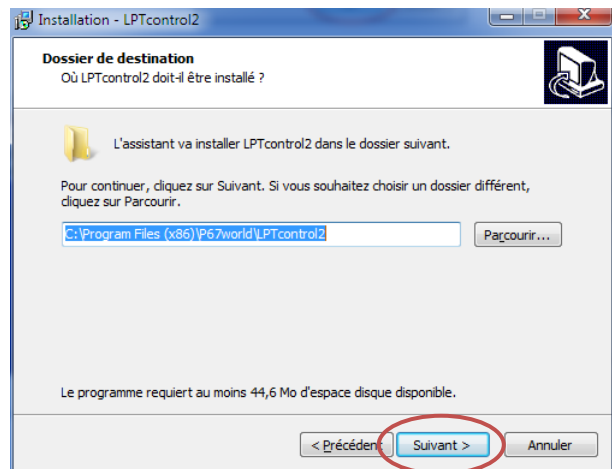 Installation - LPTcontrol2
Dossier de destination
Où LPTcontrol2 doit-il être installé ?
L'assistant va installer LPTcontrol2 dans le dossier suivant.
Pour continuer, cliquez sur Suivant. Si vous souhaitez choisir un dossier différent,
cliquez sur Parcourir.
C:\Program Files (x86)\P67world\LPTcontrol2
Parcourir...
Le programme requiert au moins 44,6 Mo d'espace disque disponible.
< Précédent
Suivant >
Annuler